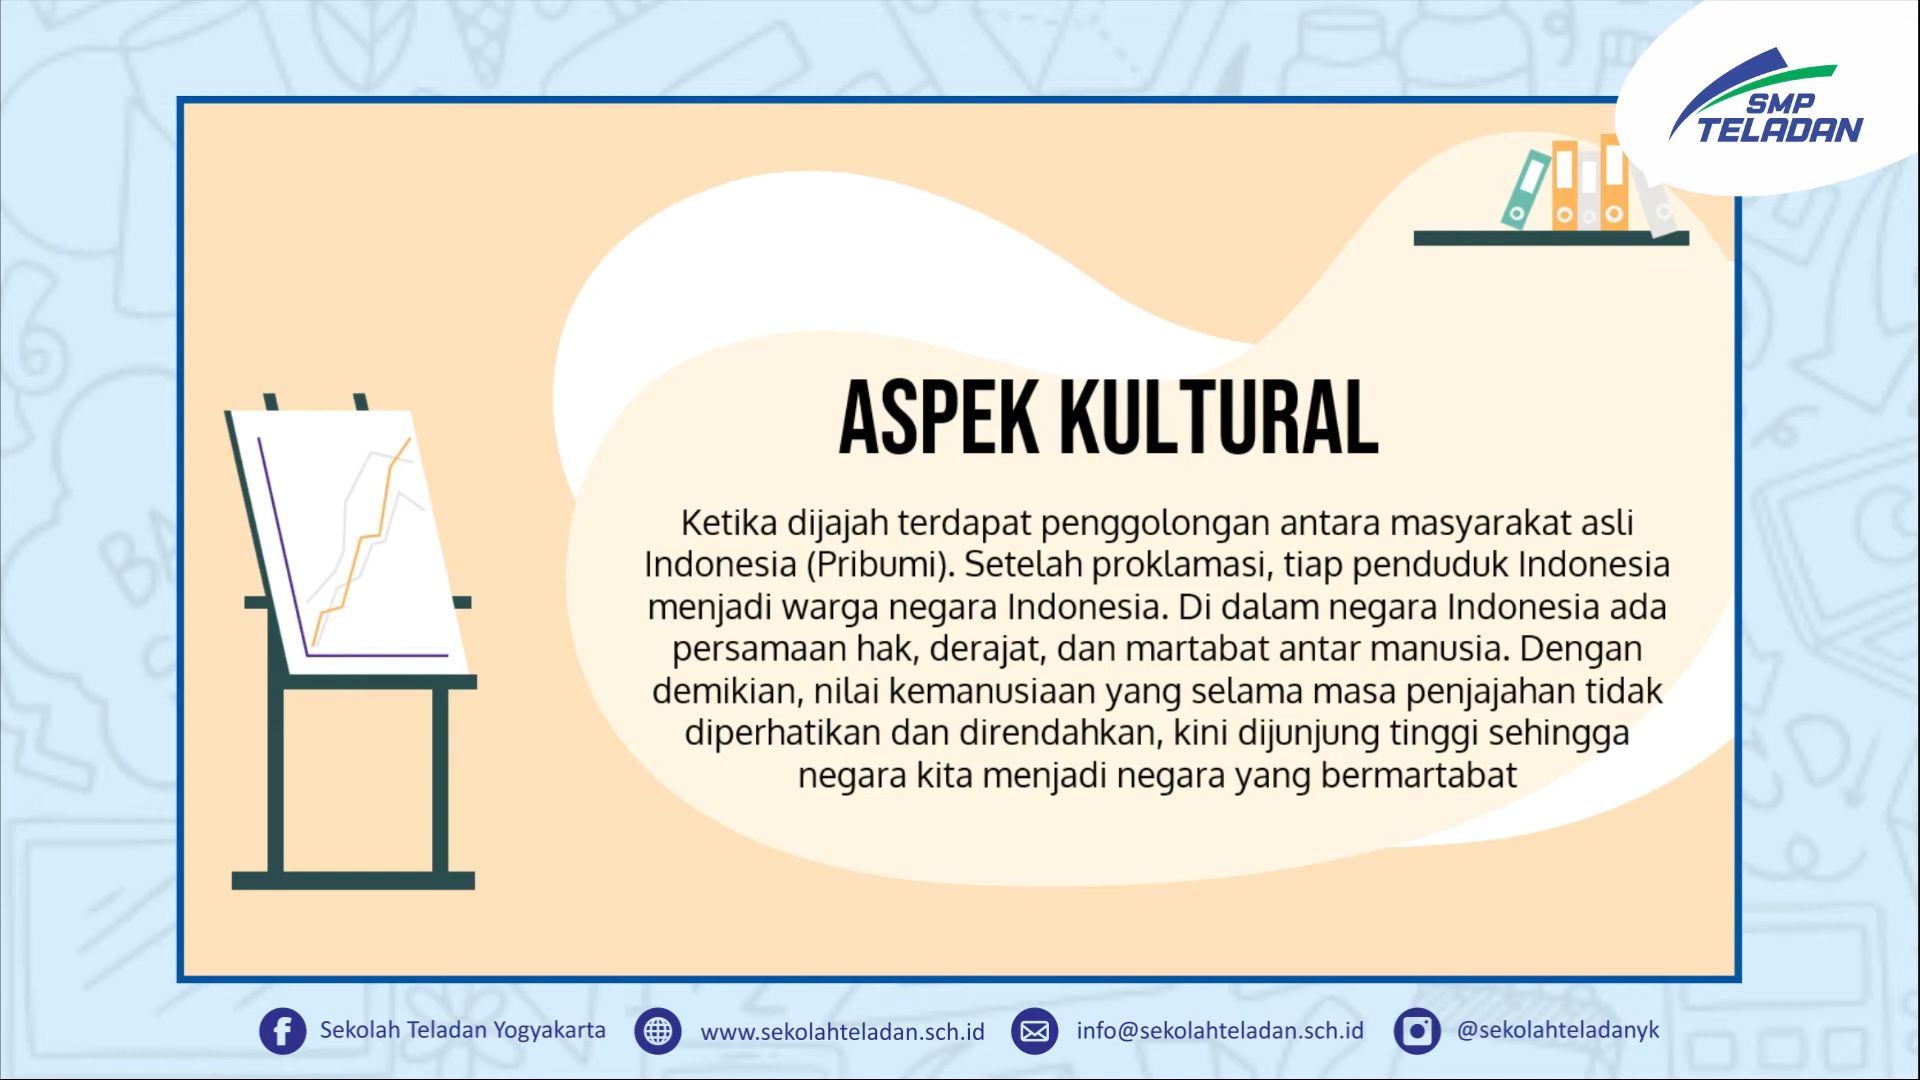 SMP
TELADAN
ASPEK KULTURAL
Ketika dijajah terdapat penggolongan antara masyarakat asli
Indonesia (Pribumi). Setelah proklamasi, tiap penduduk Indonesia
menjadi warga negara Indonesia. Di dalam negara Indonesia ada
persamaan hak, derajat, dan martabat antar manusia. Dengan
demikian, nilai kemanusiaan yang selama masa penjajahan tidak
diperhatikan dan direndahkan, kini dijunjung tinggi sehingga
negara kita menjadi negara yang bermartabat
Sekolah Teladan Yogyakarta
www.sekolahteladan.sch.id
info@sekolahteladan.sch.id
@sekolahteladanyk